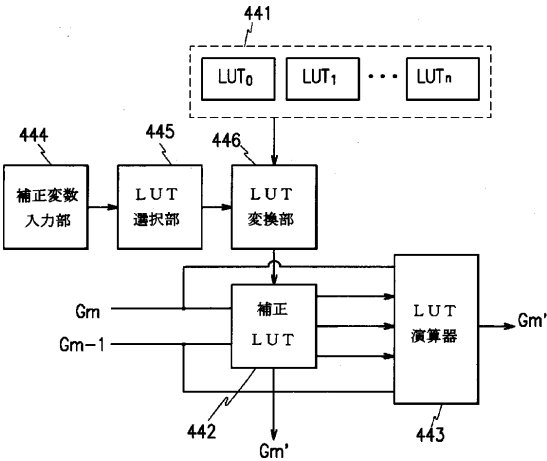 441
LUT0
LUT1
・・・
LUTn
444
445
446
補正変数
入力部
LUT
選択部
LUT
変換部
Gm
Gm-1
補正
LUT
LUT
演算器
Gm'
442
443
Gm'